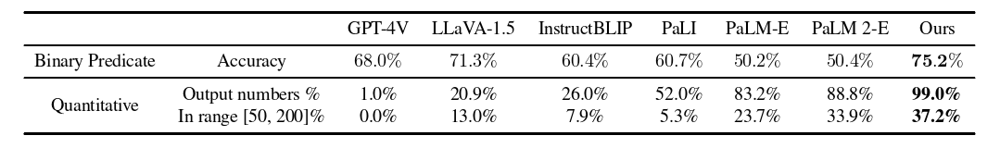 GPT-4V LLaVA-1.5 InstructBLIP PaLI PaLM-E PaLM 2-E Ours
Binary Predicate Accuracy 68.0% 71.3% 60.4% 60.7% 50.2% 50.4% 75.2%
Quantitative
Output numbers % 1.0% 20.9% 26.0% 52.0% 83.2% 88.8% 99.0%
In range [50, 200]% 0.0% 13.0% 7.9% 5.3% 23.7% 33.9% 37.2%